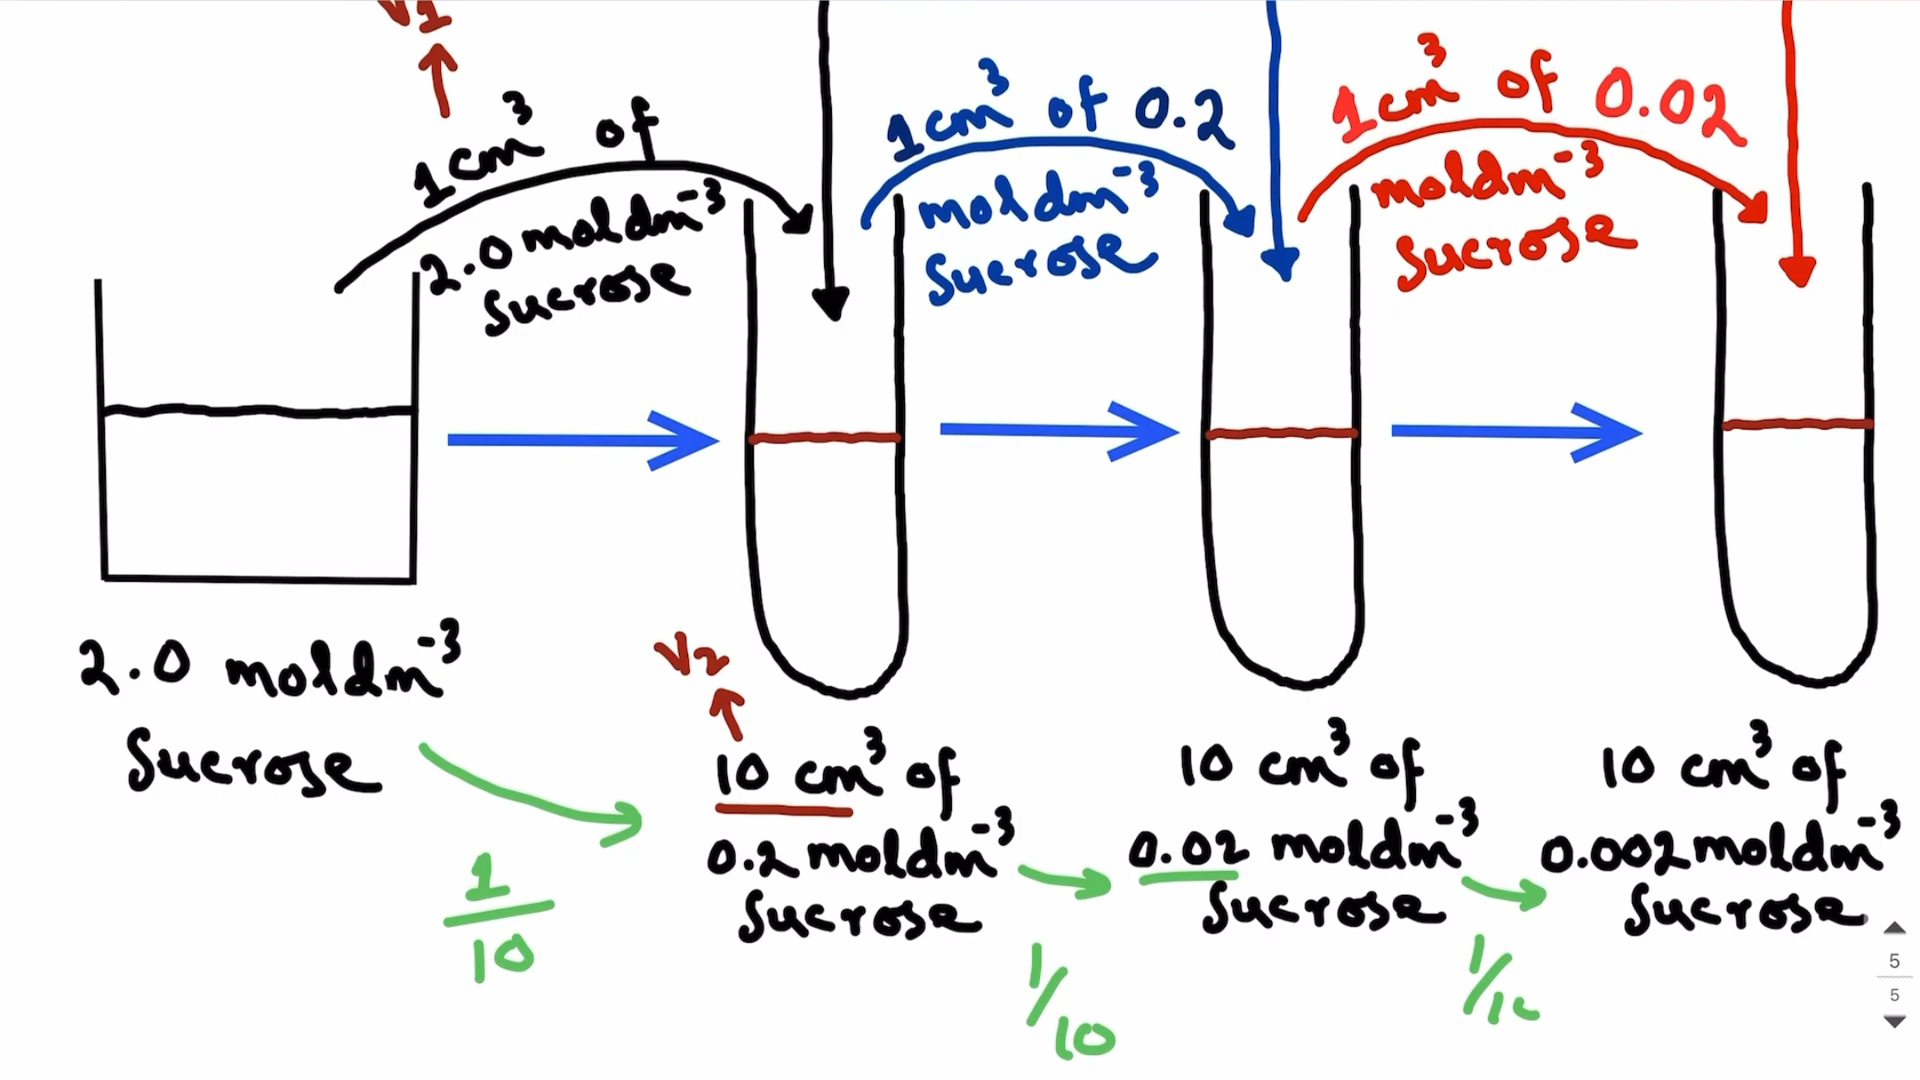 V1
1cm³ of
2.0 moldm⁻³
Sucrose
1cm³ of 0.2
moldm⁻³
Sucrose
1cm³ of 0.02
moldm⁻³
Sucrose
2.0 moldm⁻³
Sucrose
V2
10 cm³ of
0.2 moldm⁻³
Sucrose
10 cm³ of
0.02 moldm⁻³
Sucrose
10 cm³ of
0.002 moldm⁻³
Sucrose
1
10
1/10
1/10
5
5